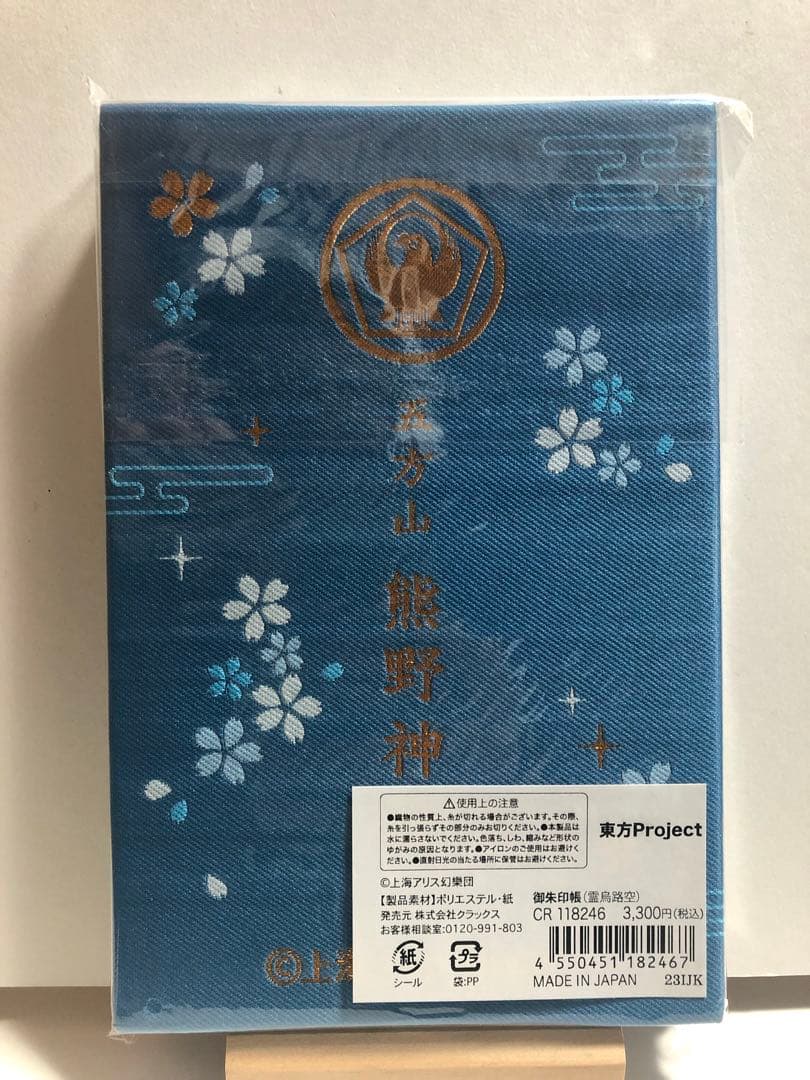 五方山
熊野神
©上海
⚠使用上の注意
●織物の性質上、糸が切れる場合がございます。その際、
糸を引っ張らずその部分のみお切りください。●本製品は
水に濡らさないでください。色落ち、しわ、縮みなど形状の
ゆがみの原因となります。●アイロンのご使用はお避けくだ
さい。●直射日光の当たる場所に保管はお避けください。
東方Project
©上海アリス幻樂団
【製品素材】ポリエステル・紙
発売元 株式会社クラックス
お客様相談室:0120-991-803
御朱印帳(霊烏路空)
CR 118246 3,300円(税込)
紙
シール
プラ
袋:PP
4 550451 182467
MADE IN JAPAN 23IJK